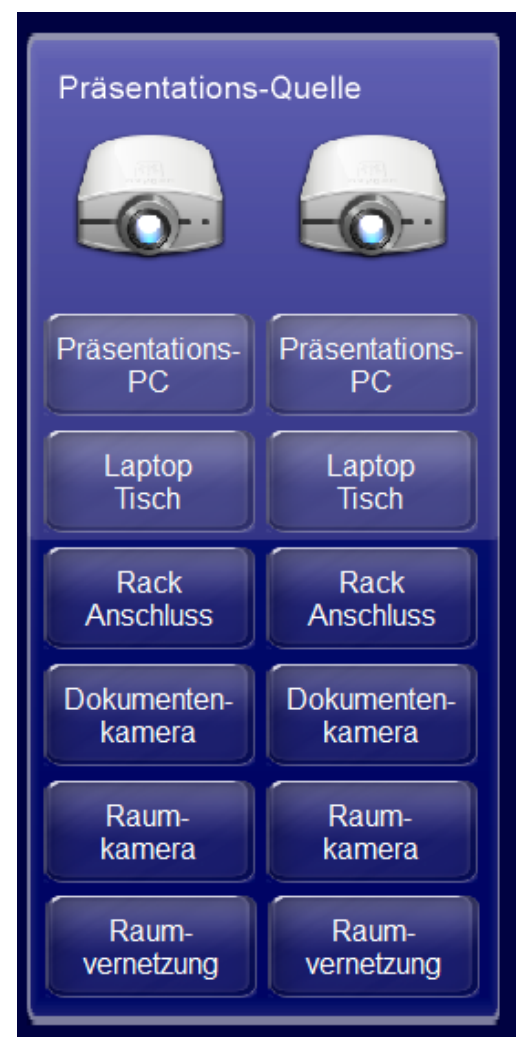 Präsentations-Quelle
Präsentations- Präsentations-
PC PC
Laptop Laptop
Tisch Tisch
Rack Rack
Anschluss Anschluss
Dokumenten- Dokumenten-
kamera kamera
Raum- Raum-
kamera kamera
Raum- Raum-
vernetzung vernetzung